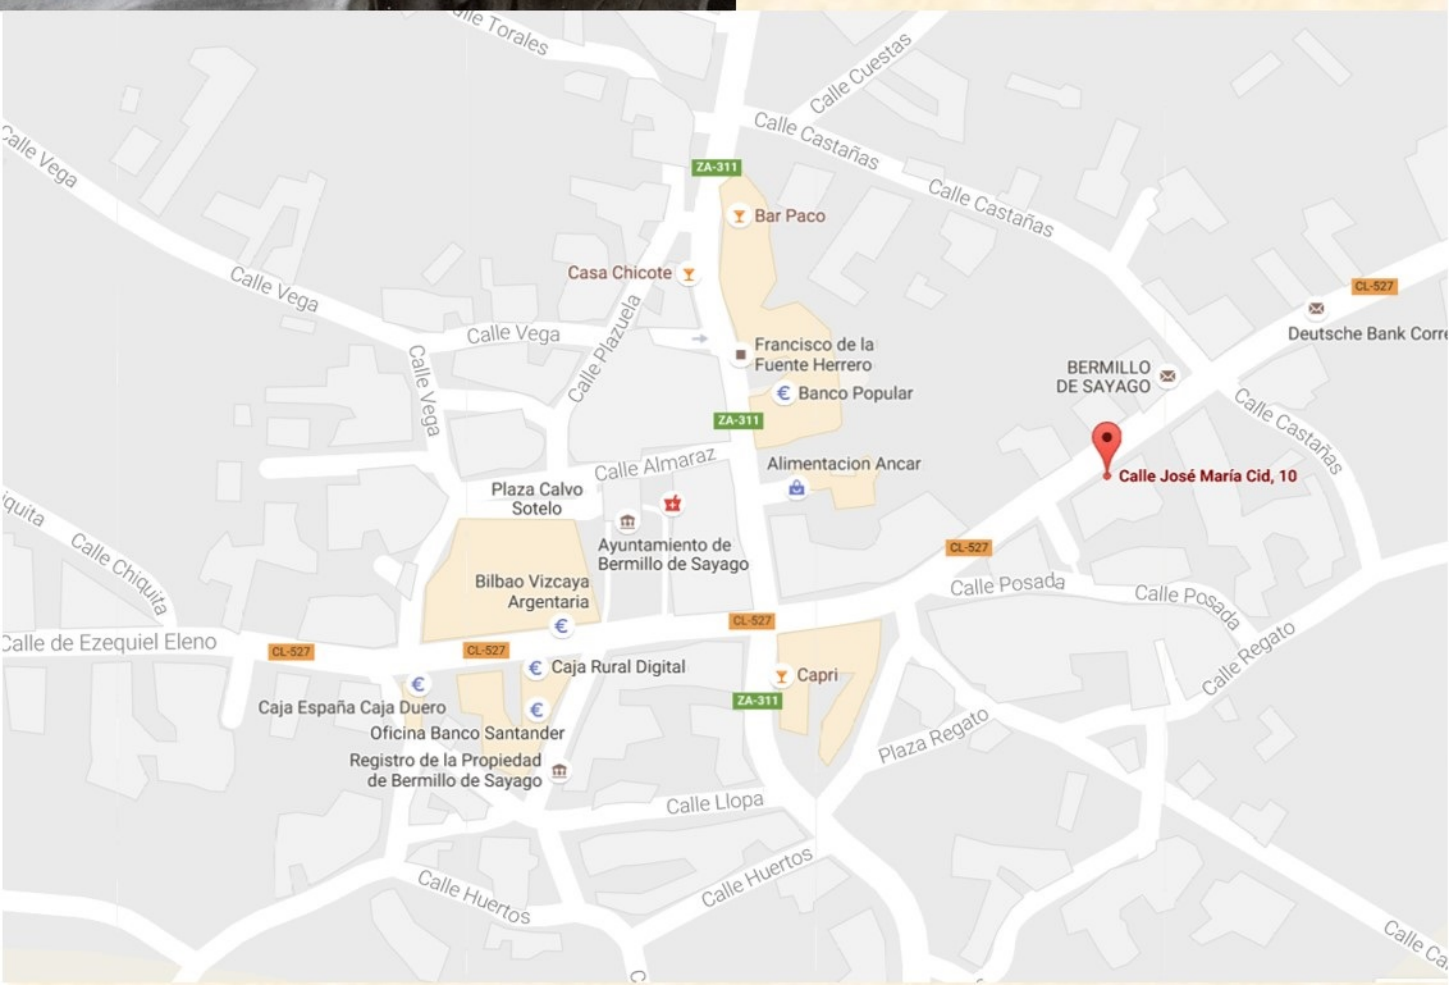 Calle Torales
Calle Cuestas
Calle Castañas
ZA-311
Calle Vega
Bar Paco
Calle Castañas
Casa Chicote
Calle Vega
CL-527
Calle Plazuela
Calle Vega
Deutsche Bank Corre
Francisco de la
Fuente Herrero
BERMILLO
DE SAYAGO
Calle Vega
Banco Popular
Calle Castañas
ZA-311
Calle Almaraz
Alimentacion Ancar
Calle José María Cid, 10
Plaza Calvo
Sotelo
iquita
Calle Chiquita
Ayuntamiento de
Bermillo de Sayago
CL-527
Bilbao Vizcaya
Argentaria
Calle Posada
Calle Posada
CL-527
Calle de Ezequiel Eleno
CL-527
CL-527
Calle Regato
Caja Rural Digital
Capri
ZA-311
Caja España Caja Duero
Oficina Banco Santander
Plaza Regato
Registro de la Propiedad
de Bermillo de Sayago
Calle Llopa
Calle Huertos
Calle Huertos
Calle Ca
C